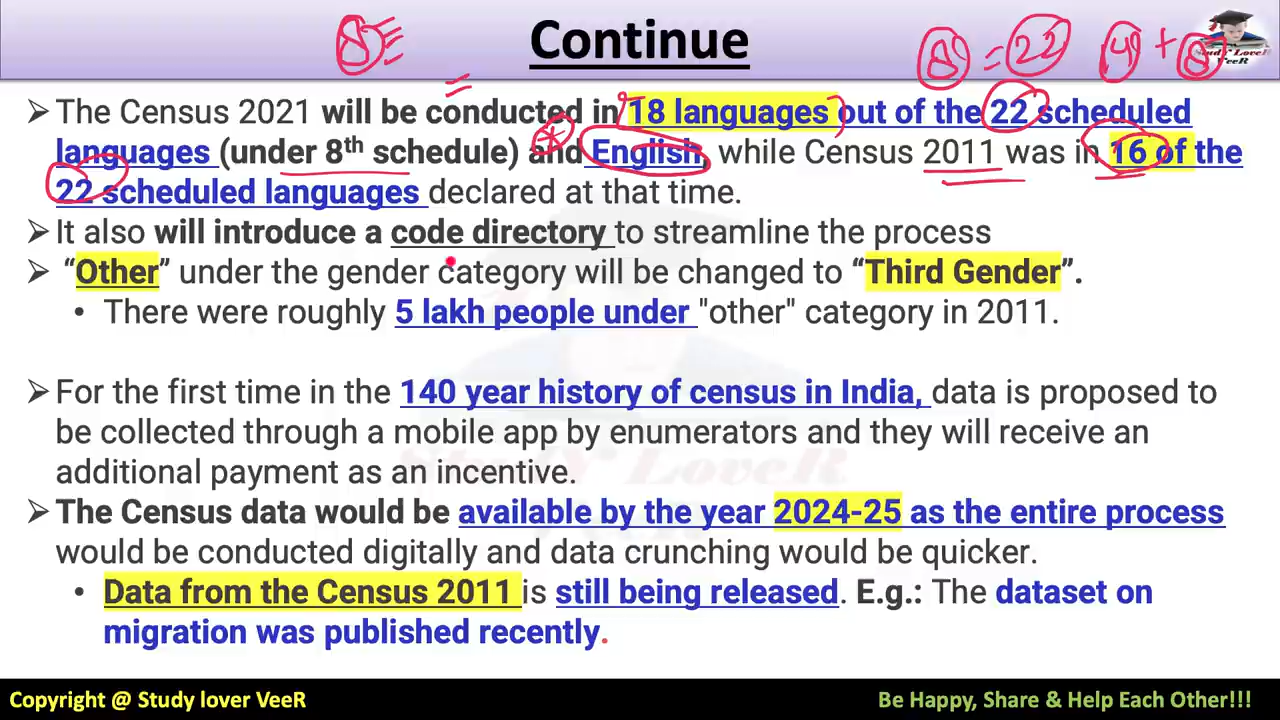 Continue
8
8 = 22 14 + 8
Study LoveR
VeeR
➢ The Census 2021 will be conducted in 18 languages out of the 22 scheduled
languages (under 8th schedule) and English, while Census 2011 was in 16 of the
22 scheduled languages declared at that time.
➢ It also will introduce a code directory to streamline the process
➢ “Other” under the gender category will be changed to “Third Gender”.
• There were roughly 5 lakh people under "other" category in 2011.
➢ For the first time in the 140 year history of census in India, data is proposed to
be collected through a mobile app by enumerators and they will receive an
additional payment as an incentive.
➢ The Census data would be available by the year 2024-25 as the entire process
would be conducted digitally and data crunching would be quicker.
• Data from the Census 2011 is still being released. E.g.: The dataset on
migration was published recently.
StudY LoveR
VeeR
Copyright @ Study lover VeeR
Be Happy, Share & Help Each Other!!!